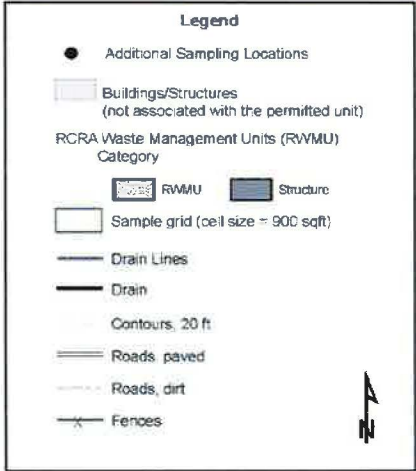 Legend
Additional Sampling Locations
Buildings/Structures
(not associated with the permitted unit)
RCRA Waste Management Units (RWMU)
Category
RWMU Structure
Sample grid (cell size = 900 sqft)
Drain Lines
Drain
Contours, 20 ft
Roads, paved
Roads, dirt
Fences
N